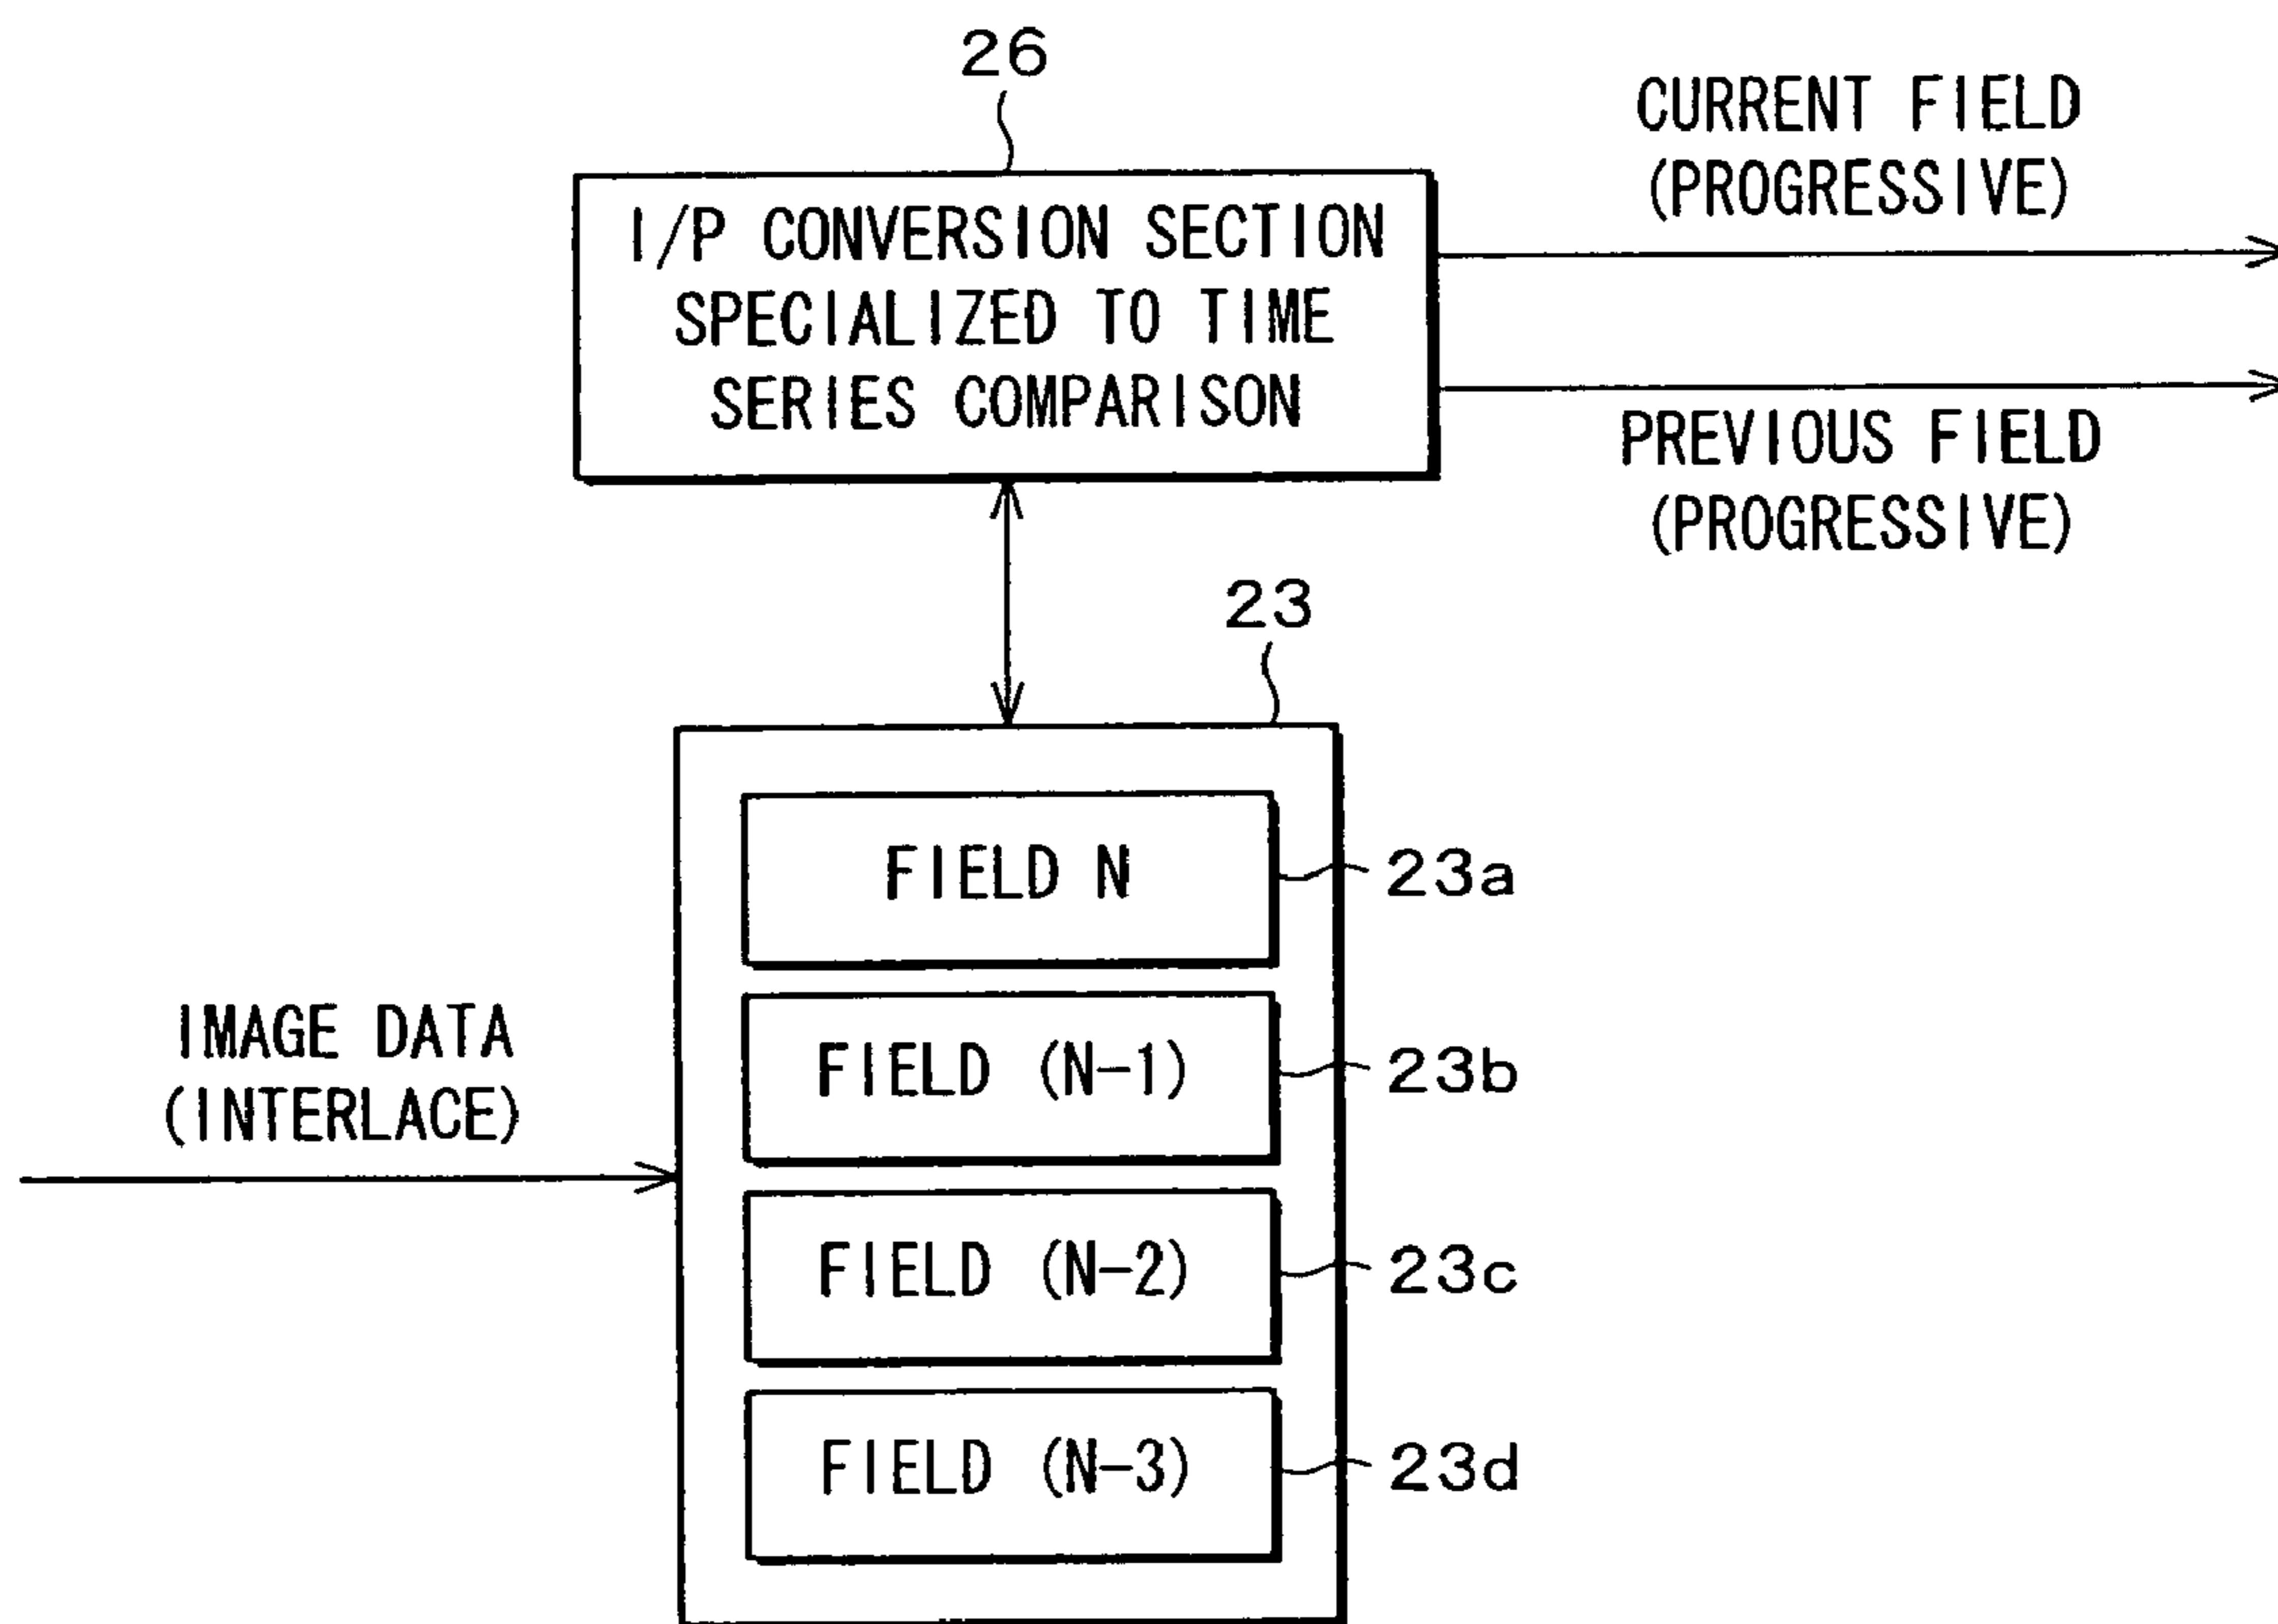 26
I/P CONVERSION SECTION
SPECIALIZED TO TIME
SERIES COMPARISON
CURRENT FIELD
(PROGRESSIVE)
PREVIOUS FIELD
(PROGRESSIVE)
23
FIELD N
23a
FIELD (N-1)
23b
FIELD (N-2)
23c
FIELD (N-3)
23d
IMAGE DATA
(INTERLACE)